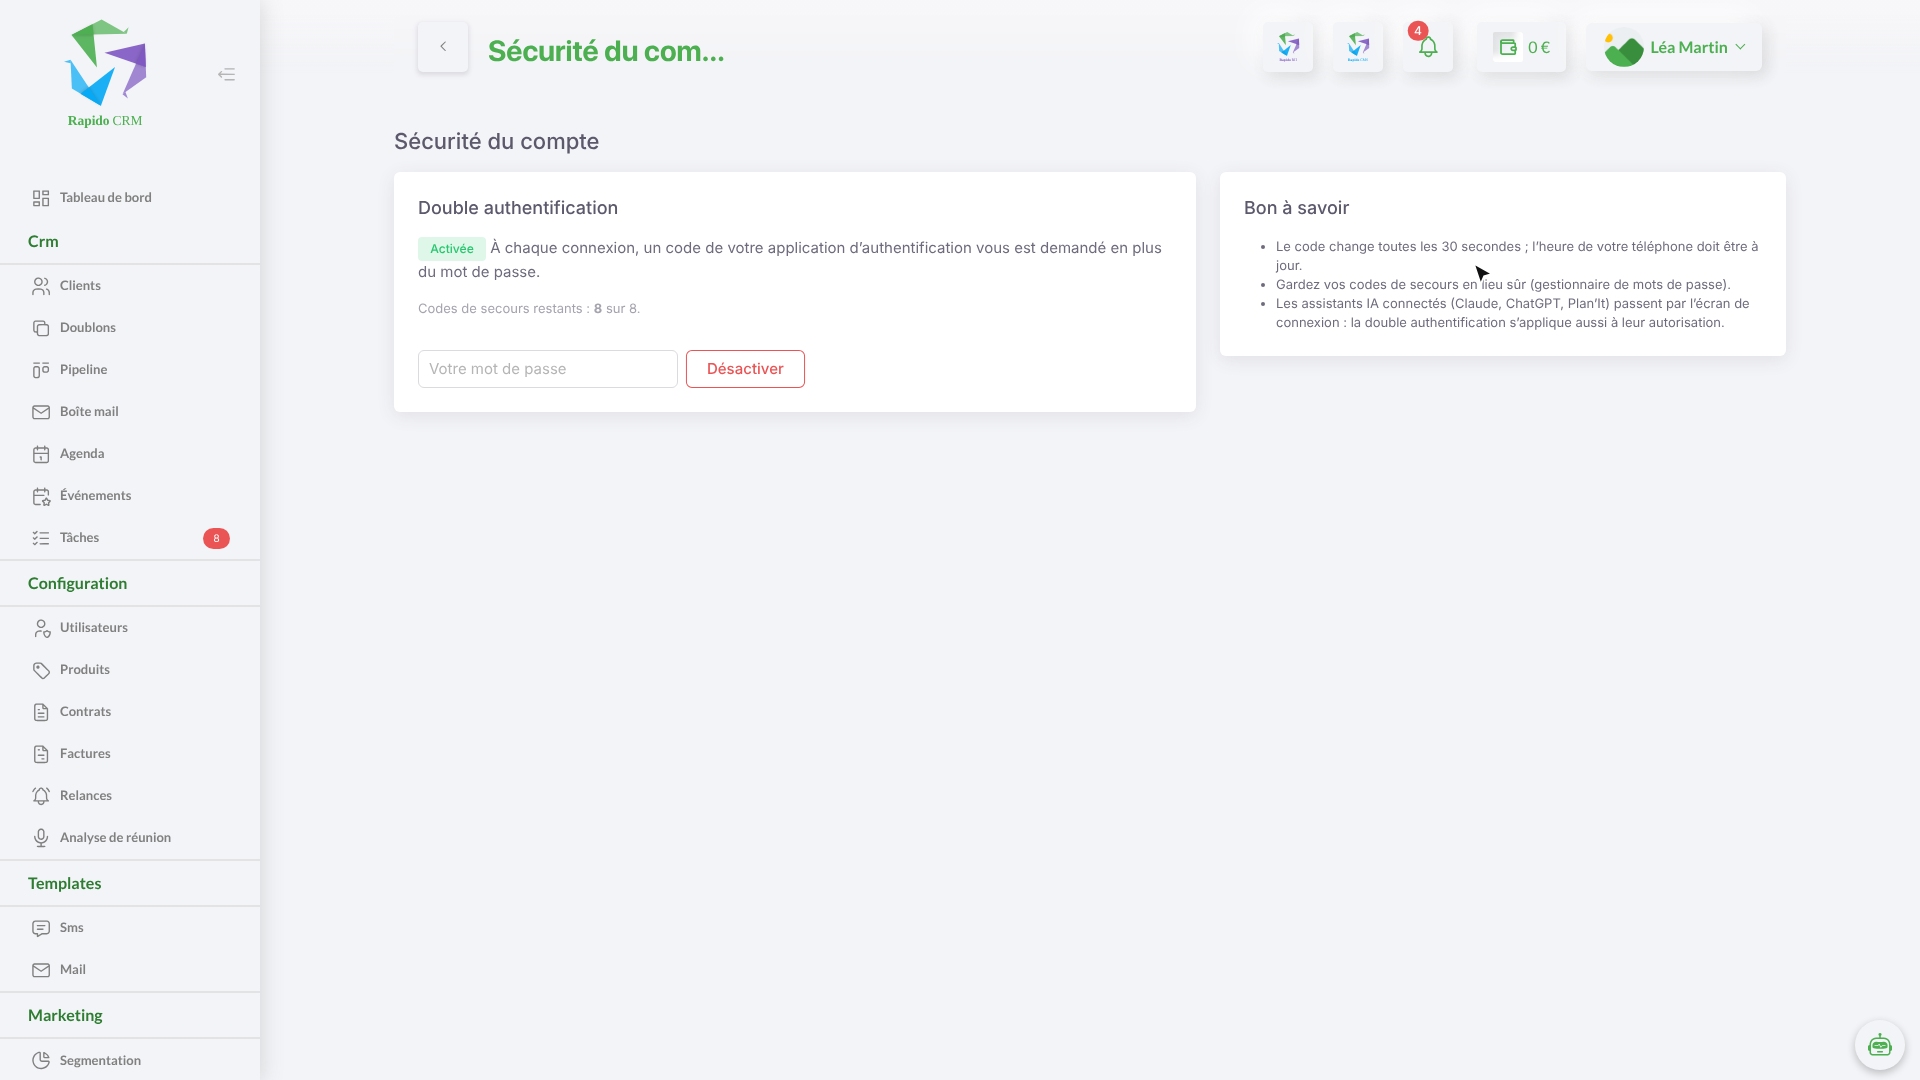 Rapido CRM
Tableau de bord
Crm
Clients
Doublons
Pipeline
Boîte mail
Agenda
Événements
Tâches
8
Configuration
Utilisateurs
Produits
Contrats
Factures
Relances
Analyse de réunion
Templates
Sms
Mail
Marketing
Segmentation
Sécurité du com...
4
0 €
Léa Martin
Sécurité du compte
Double authentification
Activée À chaque connexion, un code de votre application d’authentification vous est demandé en plus
du mot de passe.
Codes de secours restants : 8 sur 8.
Votre mot de passe
Désactiver
Bon à savoir
• Le code change toutes les 30 secondes ; l’heure de votre téléphone doit être à
jour.
• Gardez vos codes de secours en lieu sûr (gestionnaire de mots de passe).
• Les assistants IA connectés (Claude, ChatGPT, Plan’It) passent par l’écran de
connexion : la double authentification s’applique aussi à leur autorisation.